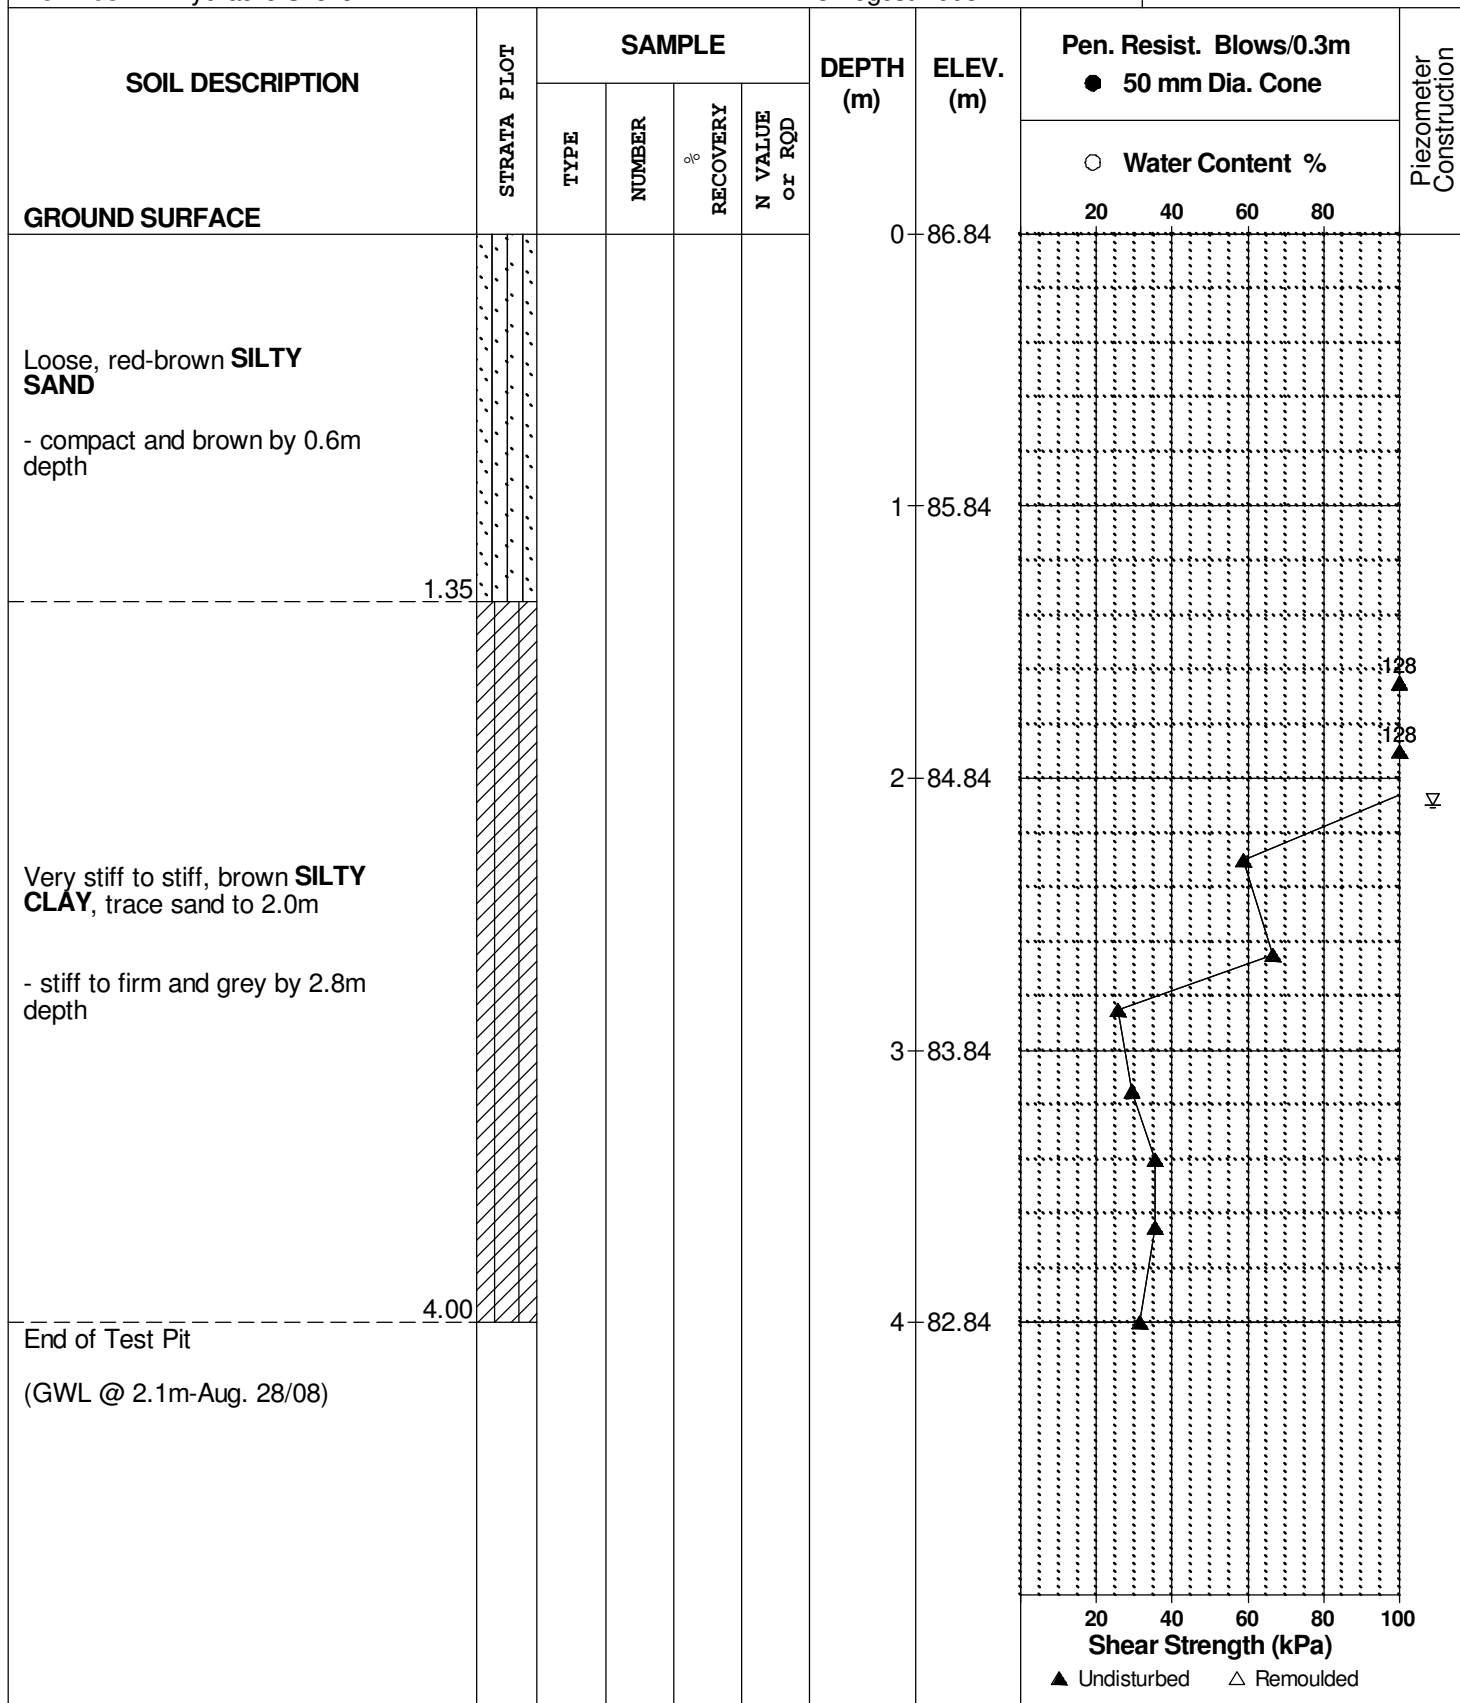 SOIL DESCRIPTION
GROUND SURFACE
STRATA PLOT
SAMPLE
TYPE
NUMBER
%
RECOVERY
N VALUE
or RQD
DEPTH
(m)
ELEV.
(m)
Pen. Resist. Blows/0.3m
● 50 mm Dia. Cone
○ Water Content %
20 40 60 80
Piezometer
Construction
0 86.84
Loose, red-brown SILTY
SAND
- compact and brown by 0.6m
depth
1 85.84
1.35
128
128
2 84.84
Very stiff to stiff, brown SILTY
CLAY, trace sand to 2.0m
- stiff to firm and grey by 2.8m
depth
3 83.84
4.00
4 82.84
End of Test Pit
(GWL @ 2.1m-Aug. 28/08)
20 40 60 80 100
Shear Strength (kPa)
▲ Undisturbed △ Remoulded